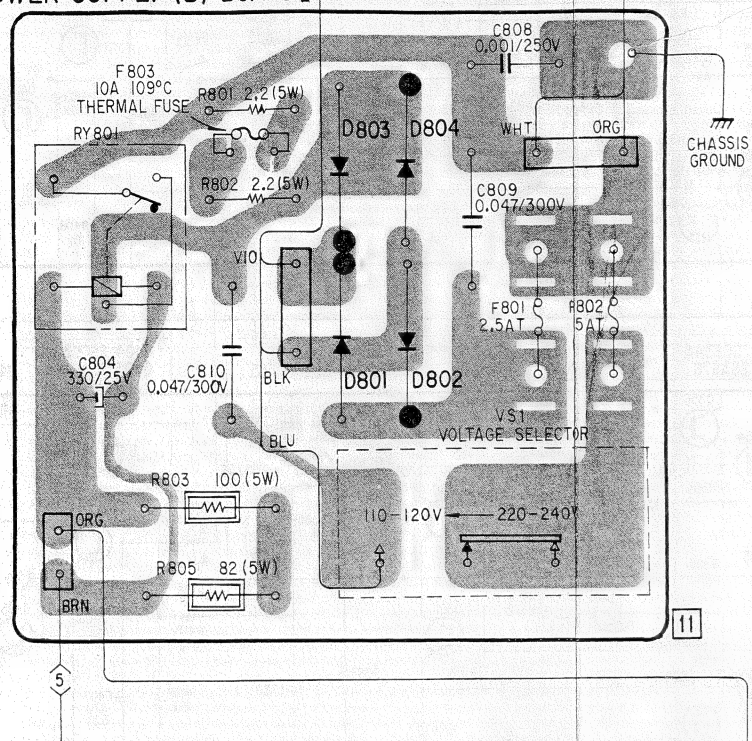 C808
0.001/250V
F803
10A 109°C
THERMAL FUSE
R801 2.2(5W)
RY801
D803 D804
WHT ORG
CHASSIS
GROUND
R802 2.2(5W)
C809
0.047/300V
VIO
F801 F802
2.5AT 5AT
C804
330/25V
C810
0.047/300V
BLK
D801 D802
VS1
VOLTAGE SELECTOR
BLU
R803 100(5W)
110-120V 220-240V
ORG
R805 82(5W)
BRN
11
5